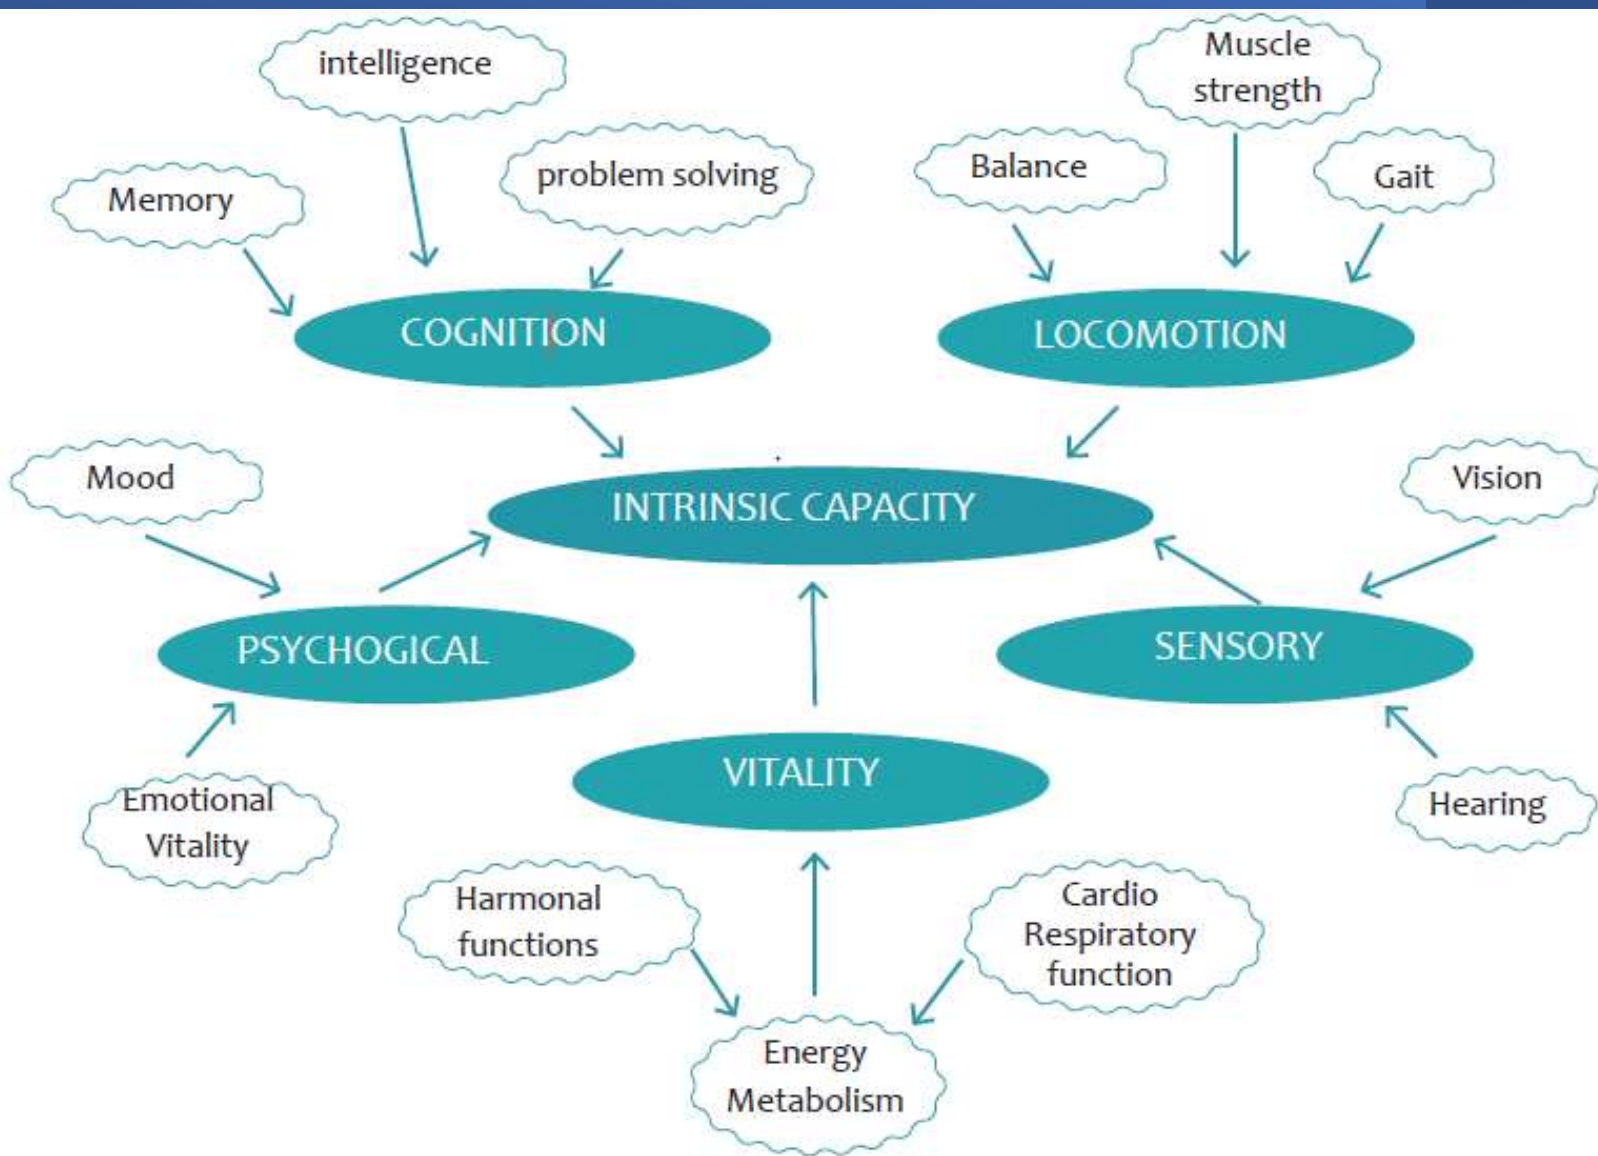 intelligence
Muscle
strength
problem solving
Balance
Gait
Memory
COGNITION
LOCOMOTION
Mood
Vision
INTRINSIC CAPACITY
PSYCHOGICAL
SENSORY
VITALITY
Emotional
Vitality
Hearing
Harmonal
functions
Cardio
Respiratory
function
Energy
Metabolism